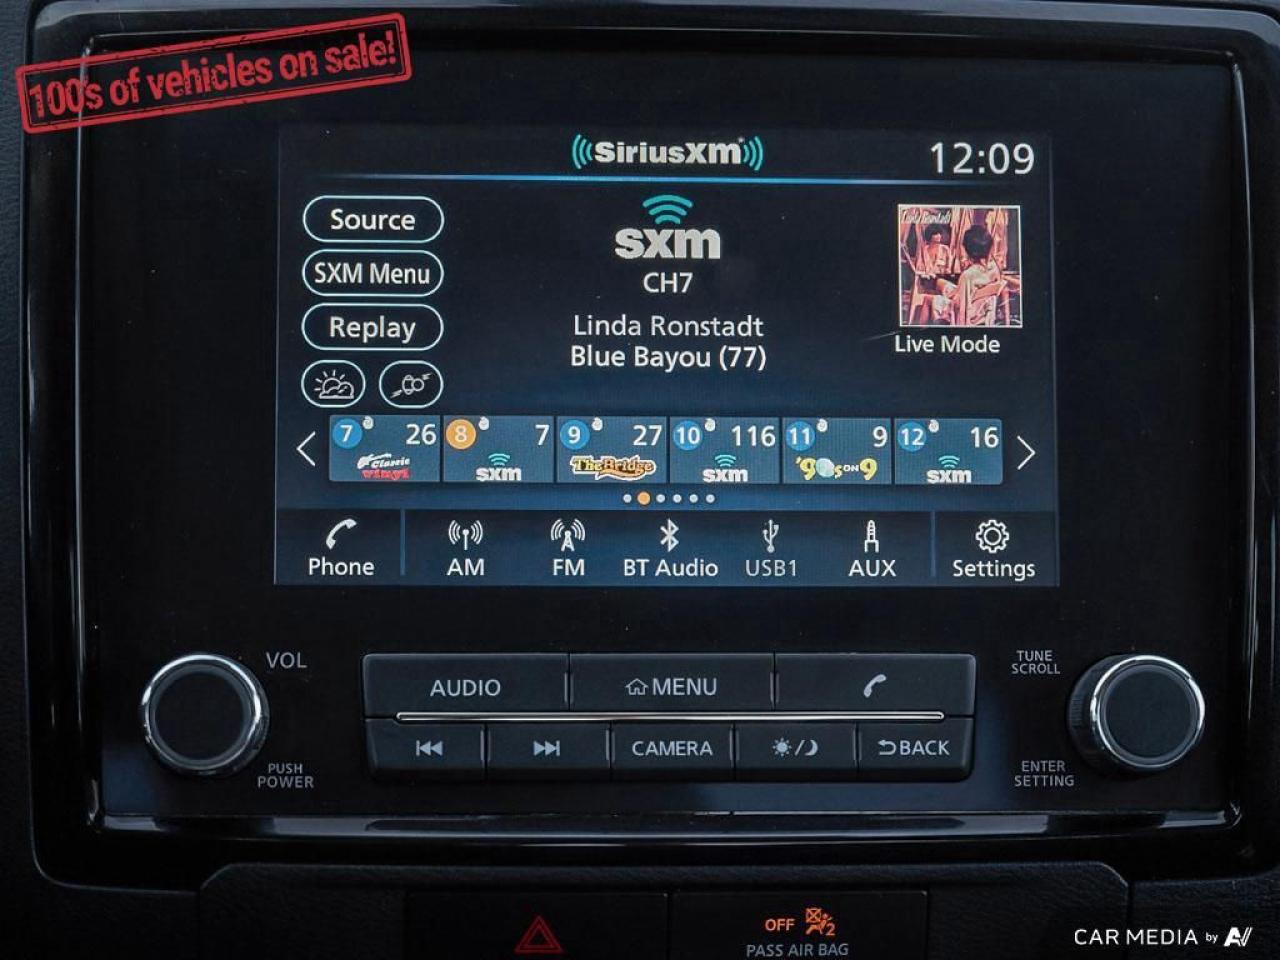 100's of vehicles on sale!
SiriusXM
12:09
Source
SXM Menu
Replay
sxm
CH7
Linda Ronstadt
Blue Bayou (77)
Linda Ronstadt
Live Mode
7 26 Classic Vinyl
8 7 sxm
9 27 The Bridge
10 116 sxm
11 9 '90s ON 9
12 16 sxm
Phone
AM
FM
BT Audio
USB1
AUX
Settings
VOL
PUSH
POWER
AUDIO
MENU
CAMERA
BACK
TUNE
SCROLL
ENTER
SETTING
OFF 2
PASS AIR BAG
CAR MEDIA by AV